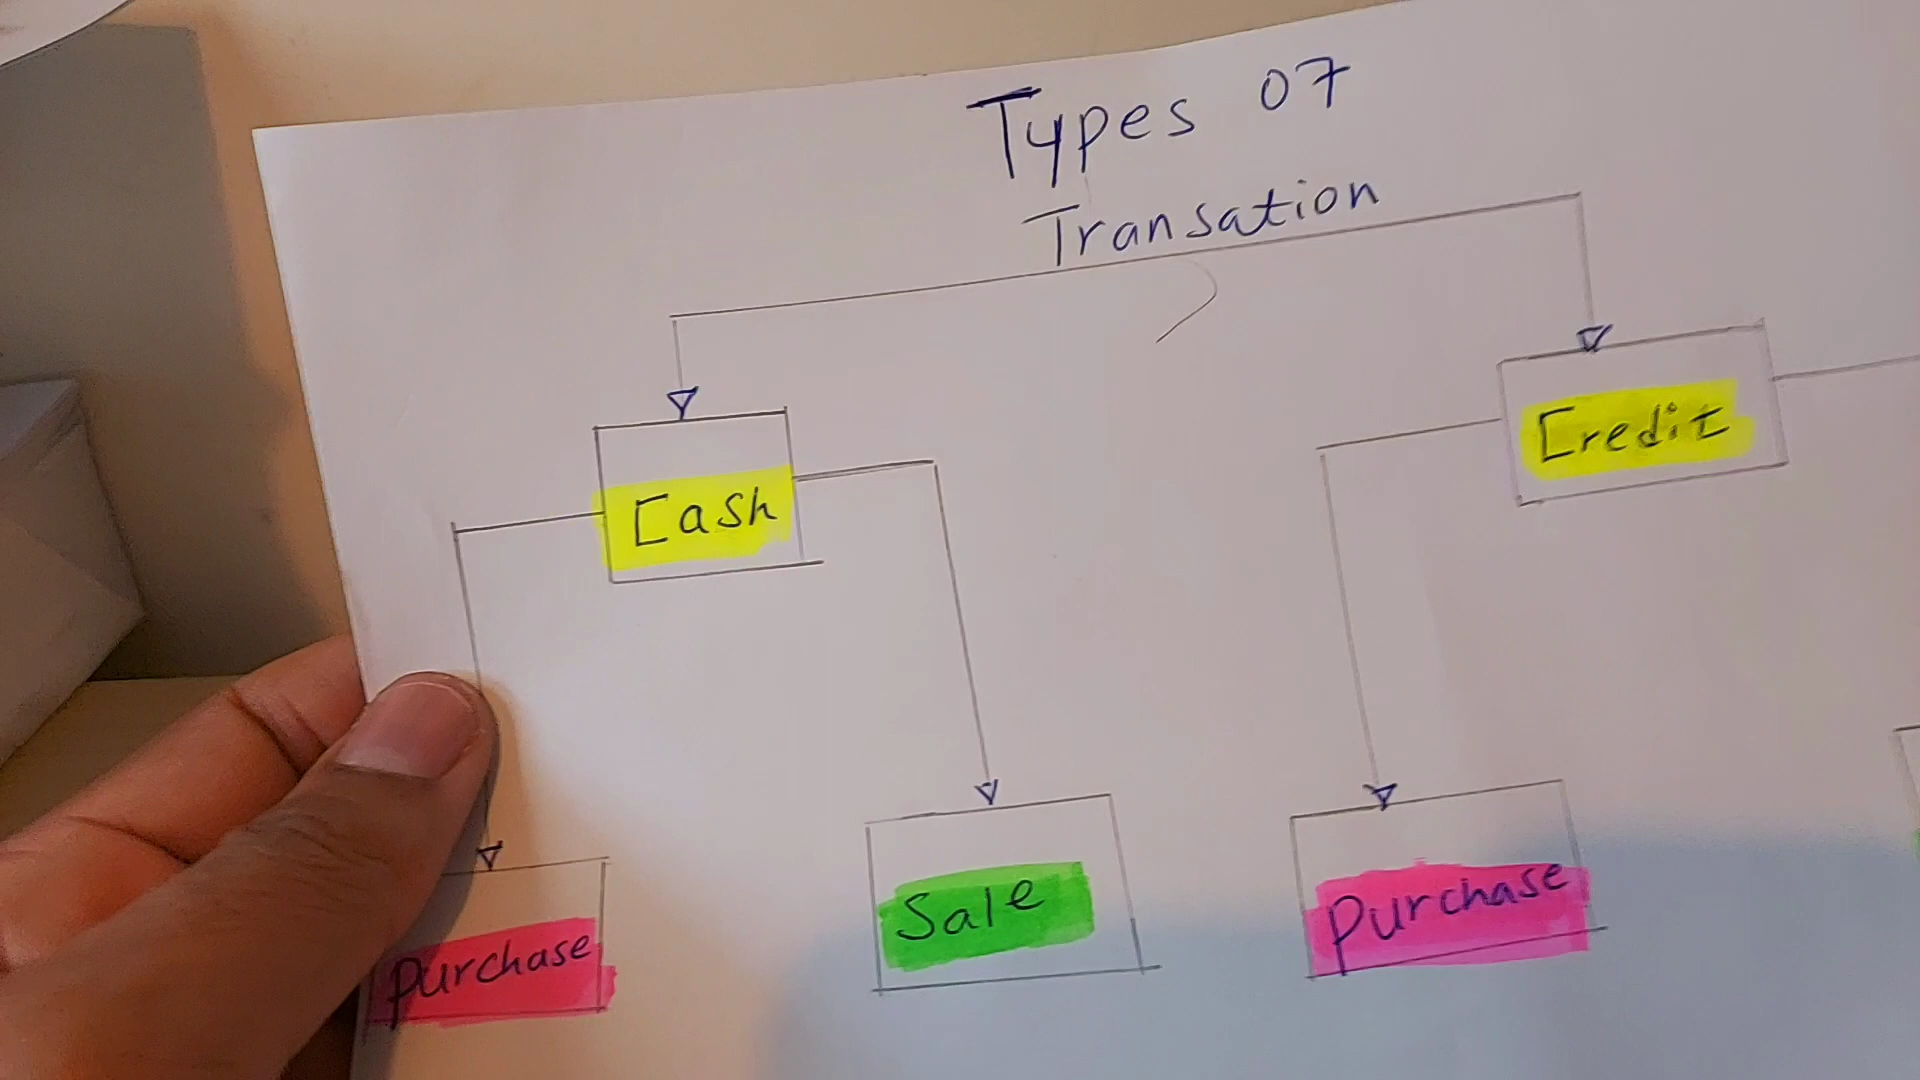 Types 07
Transation
Cash
Credit
Purchase
Sale
Purchase